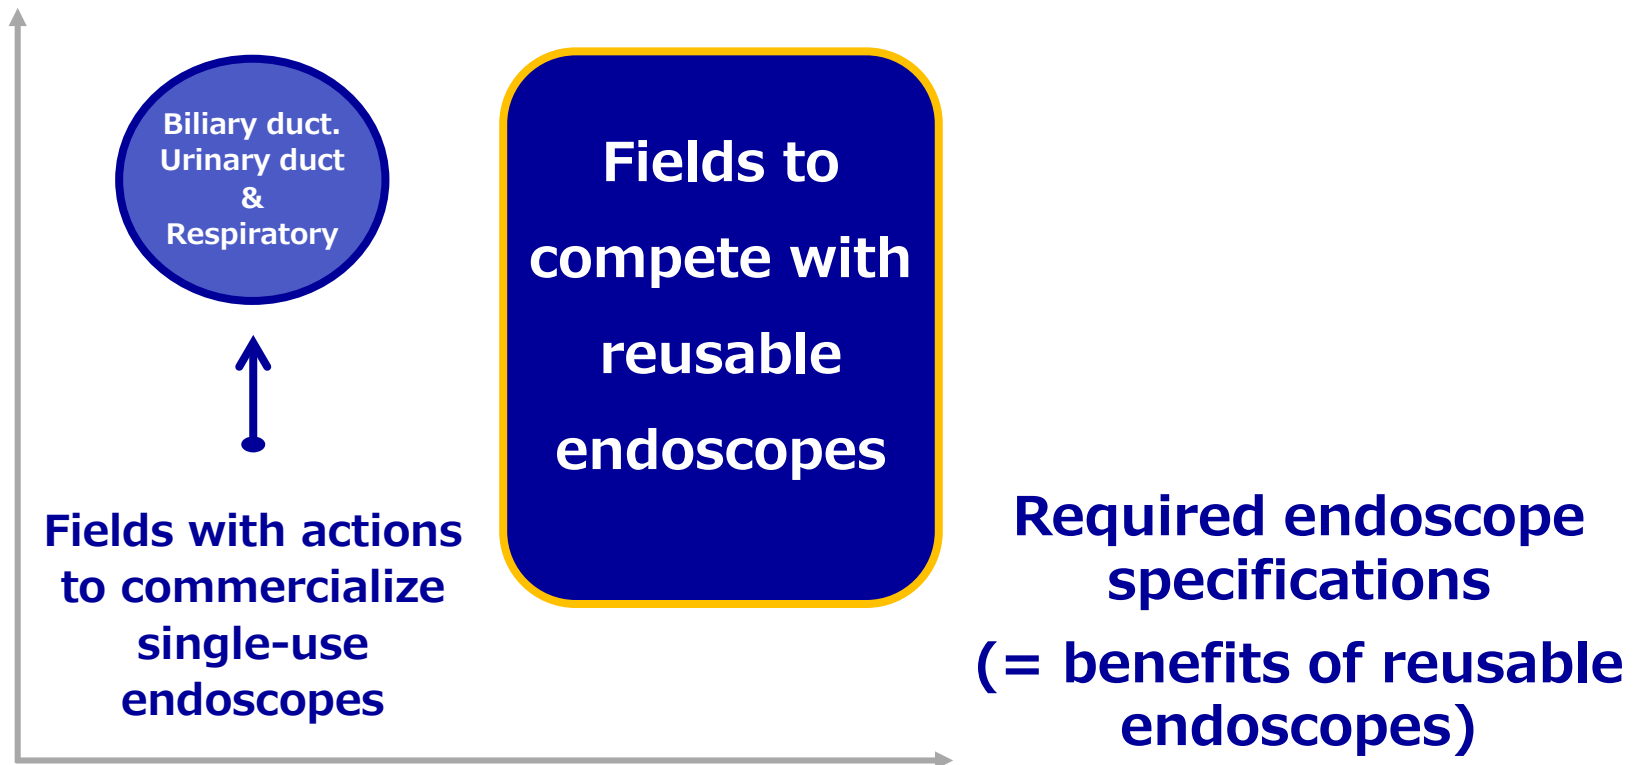 Biliary duct.
Urinary duct
&
Respiratory
Fields with actions
to commercialize
single-use
endoscopes
Fields to
compete with
reusable
endoscopes
Required endoscope
specifications
(= benefits of reusable
endoscopes)